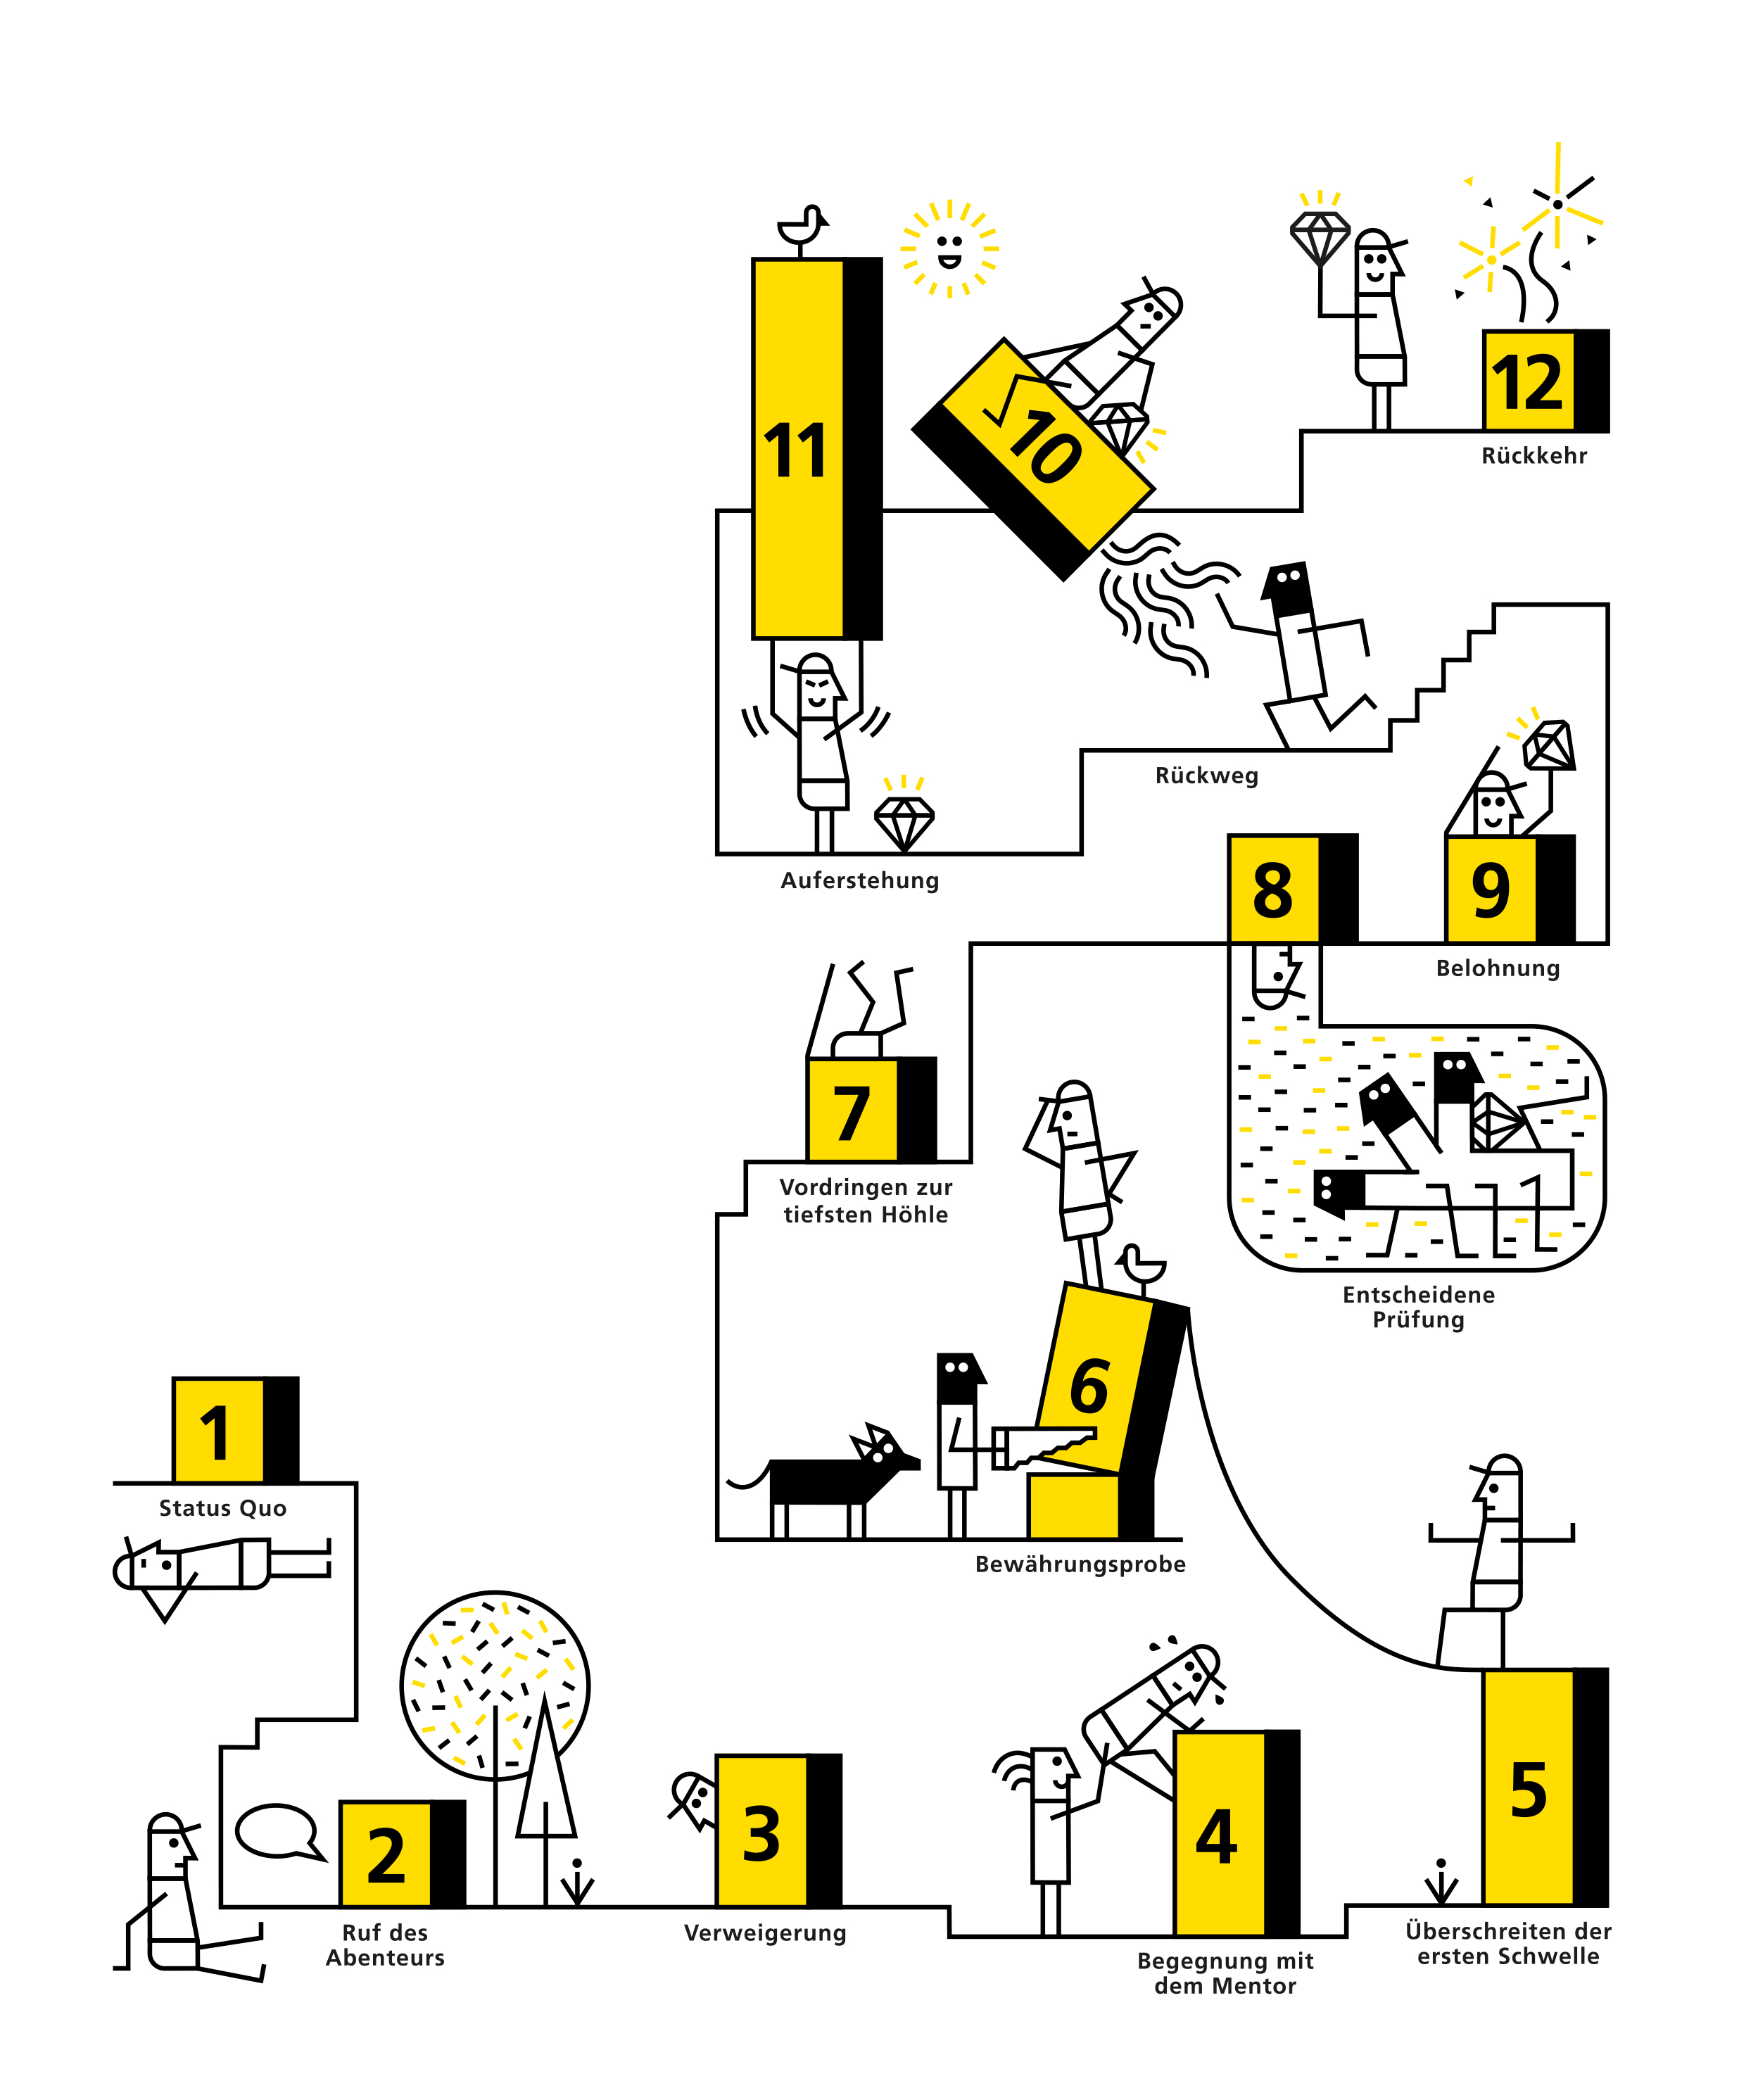 1
Status Quo
2
Ruf des
Abenteurs
3
Verweigerung
4
Begegnung mit
dem Mentor
5
Überschreiten der
ersten Schwelle
6
Bewährungsprobe
7
Vordringen zur
tiefsten Höhle
8
Entscheidene
Prüfung
9
Belohnung
10
Rückweg
11
Auferstehung
12
Rückkehr